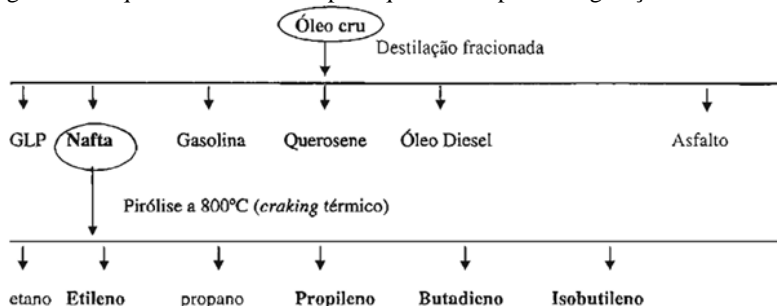 Óleo cru
Destilação fracionada
GLP Nafta Gasolina Querosene Óleo Diesel Asfalto
Pirólise a 800ºC (craking térmico)
etano Etileno propano Propileno Butadieno Isobutileno